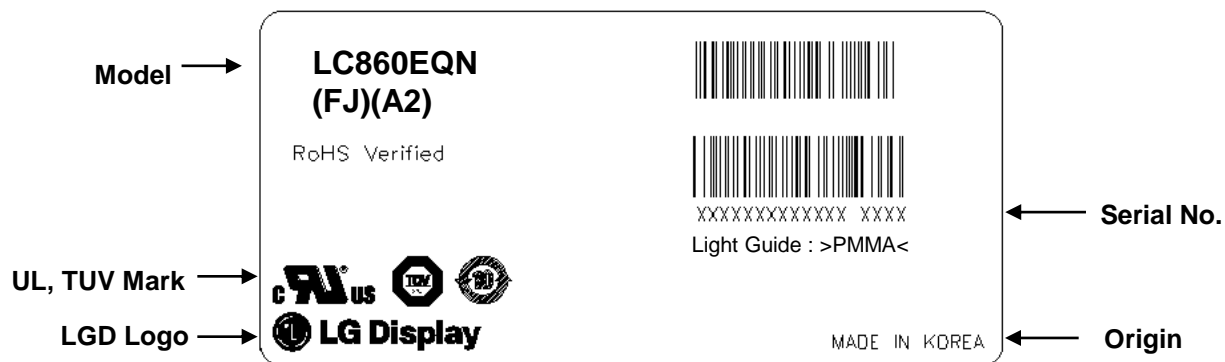 Model
LC860EQN
(FJ)(A2)
RoHS Verified
XXXXXXXXXXXXX XXXX
Serial No.
Light Guide : >PMMA<
UL, TUV Mark
C US
TUV
LGD Logo
LG Display
MADE IN KOREA
Origin